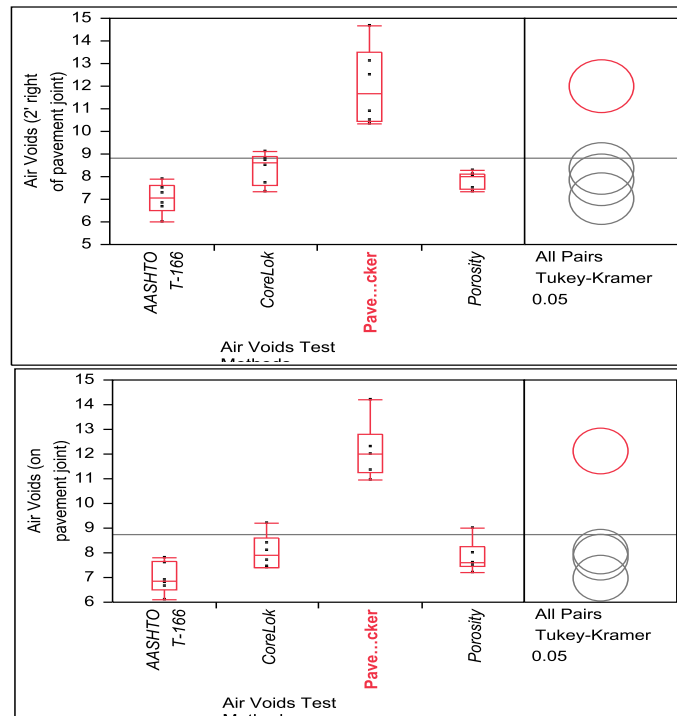 15
14
13
12
11
10
9
8
7
6
5
Air Voids (2' right
of pavement joint)
AASHTO
T-166
CoreLok
Pave...cker
Porosity
All Pairs
Tukey-Kramer
0.05
Air Voids Test
Methods
15
14
13
12
11
10
9
8
7
6
Air Voids (on
pavement joint)
AASHTO
T-166
CoreLok
Pave...cker
Porosity
All Pairs
Tukey-Kramer
0.05
Air Voids Test